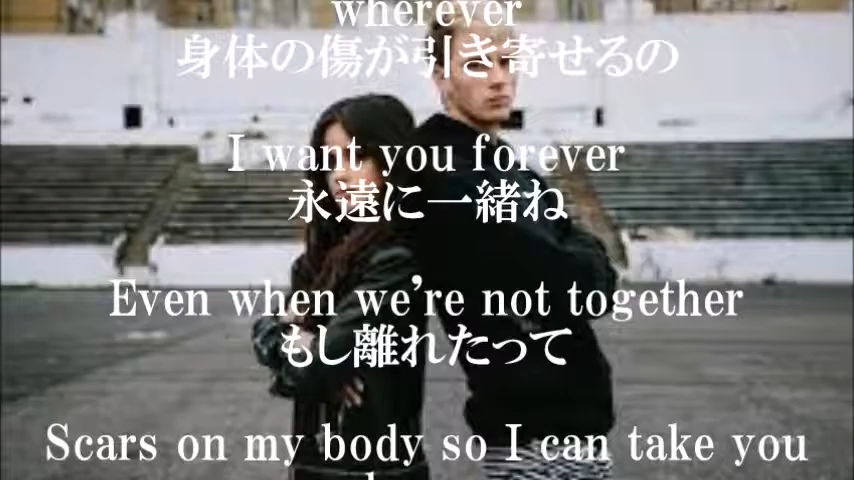 wherever
身体の傷が引き寄せるの
I want you forever
永遠に一緒ね
Even when we're not together
もし離れたって
Scars on my body so I can take you